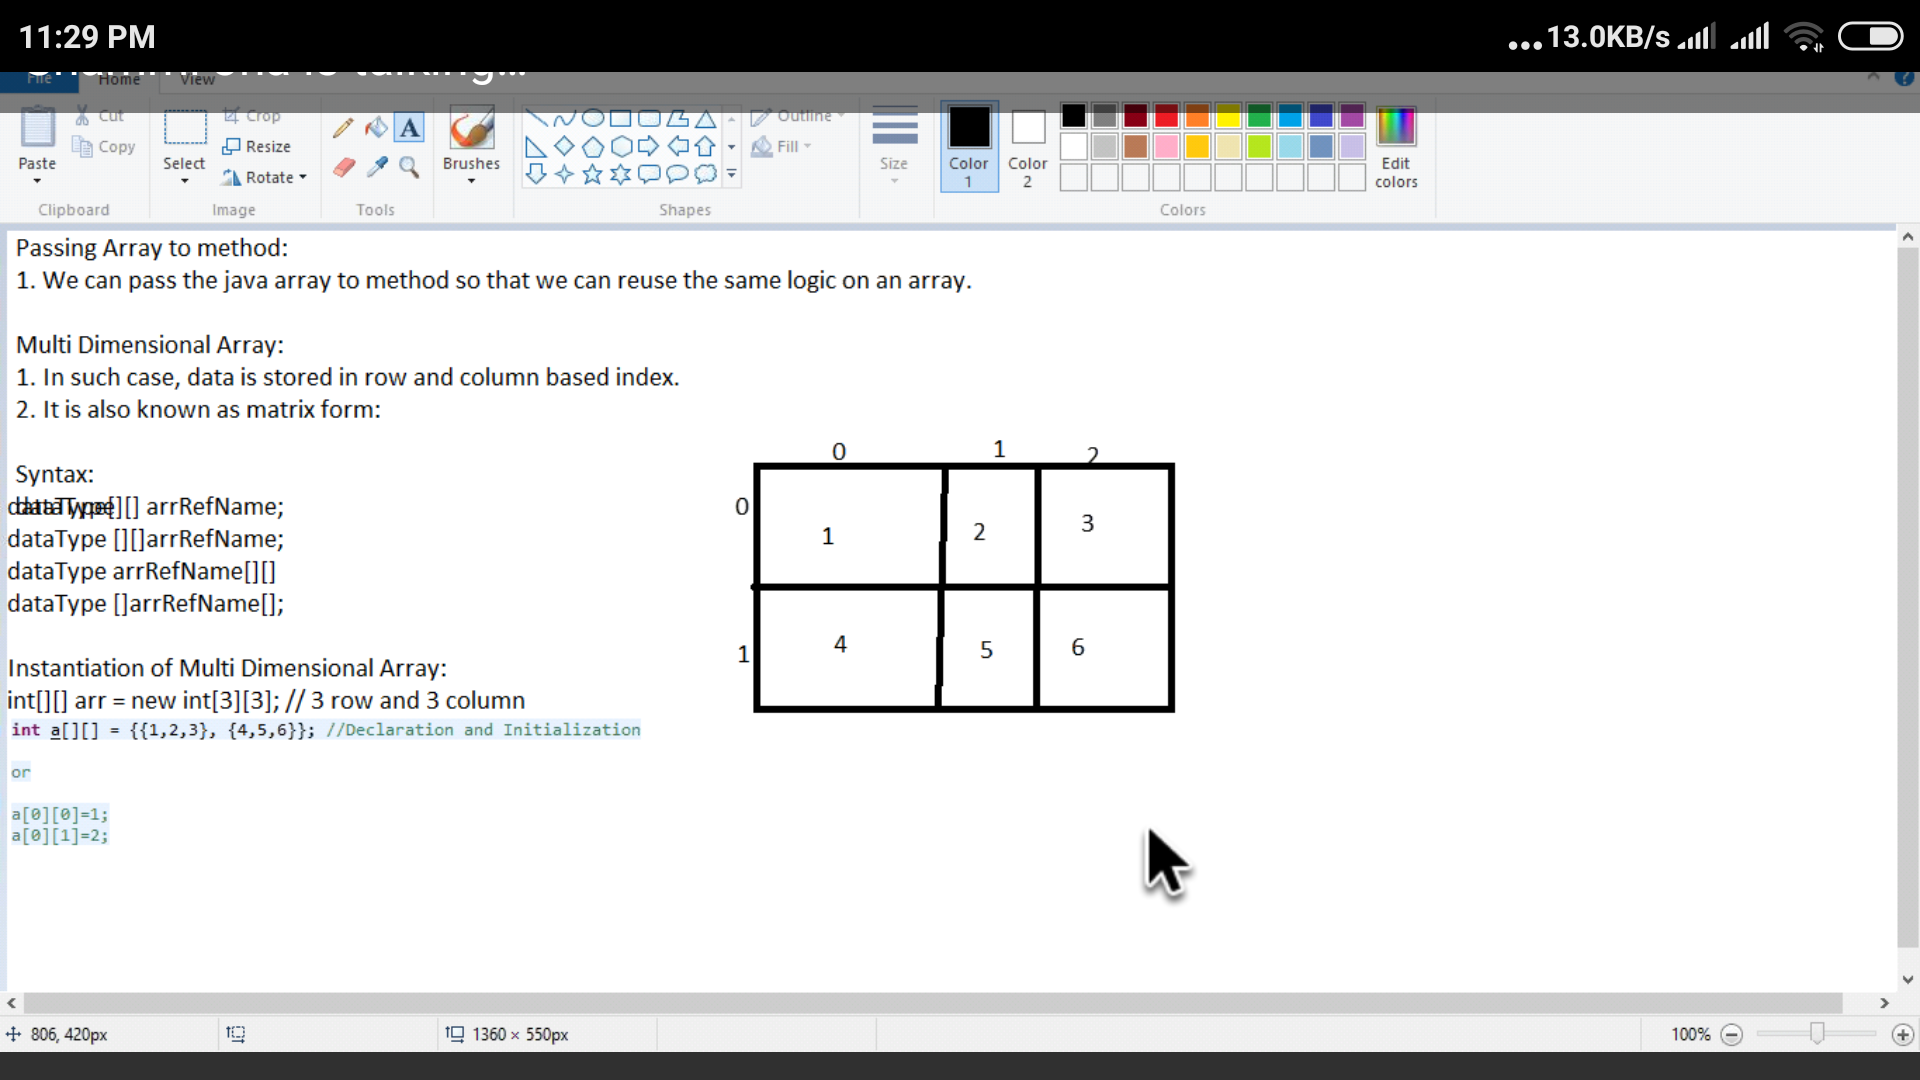 11:29 PM
...13.0KB/s
is talking...
File Home View
Paste
Cut
Copy
Clipboard
Select
Crop
Resize
Rotate
Image
A
Tools
Brushes
Shapes
Outline
Fill
Size
Color 1
Color 2
Edit colors
Colors
Passing Array to method:
1. We can pass the java array to method so that we can reuse the same logic on an array.
Multi Dimensional Array:
1. In such case, data is stored in row and column based index.
2. It is also known as matrix form:
Syntax:
dataType[][] arrRefName;
dataType [][]arrRefName;
dataType arrRefName[][]
dataType []arrRefName[];
Instantiation of Multi Dimensional Array:
int[][] arr = new int[3][3]; // 3 row and 3 column
int a[][] = {{1,2,3}, {4,5,6}}; //Declaration and Initialization
or
a[0][0]=1;
a[0][1]=2;
0 1 2
0 1 2 3
1 4 5 6
806, 420px
1360 × 550px
100%